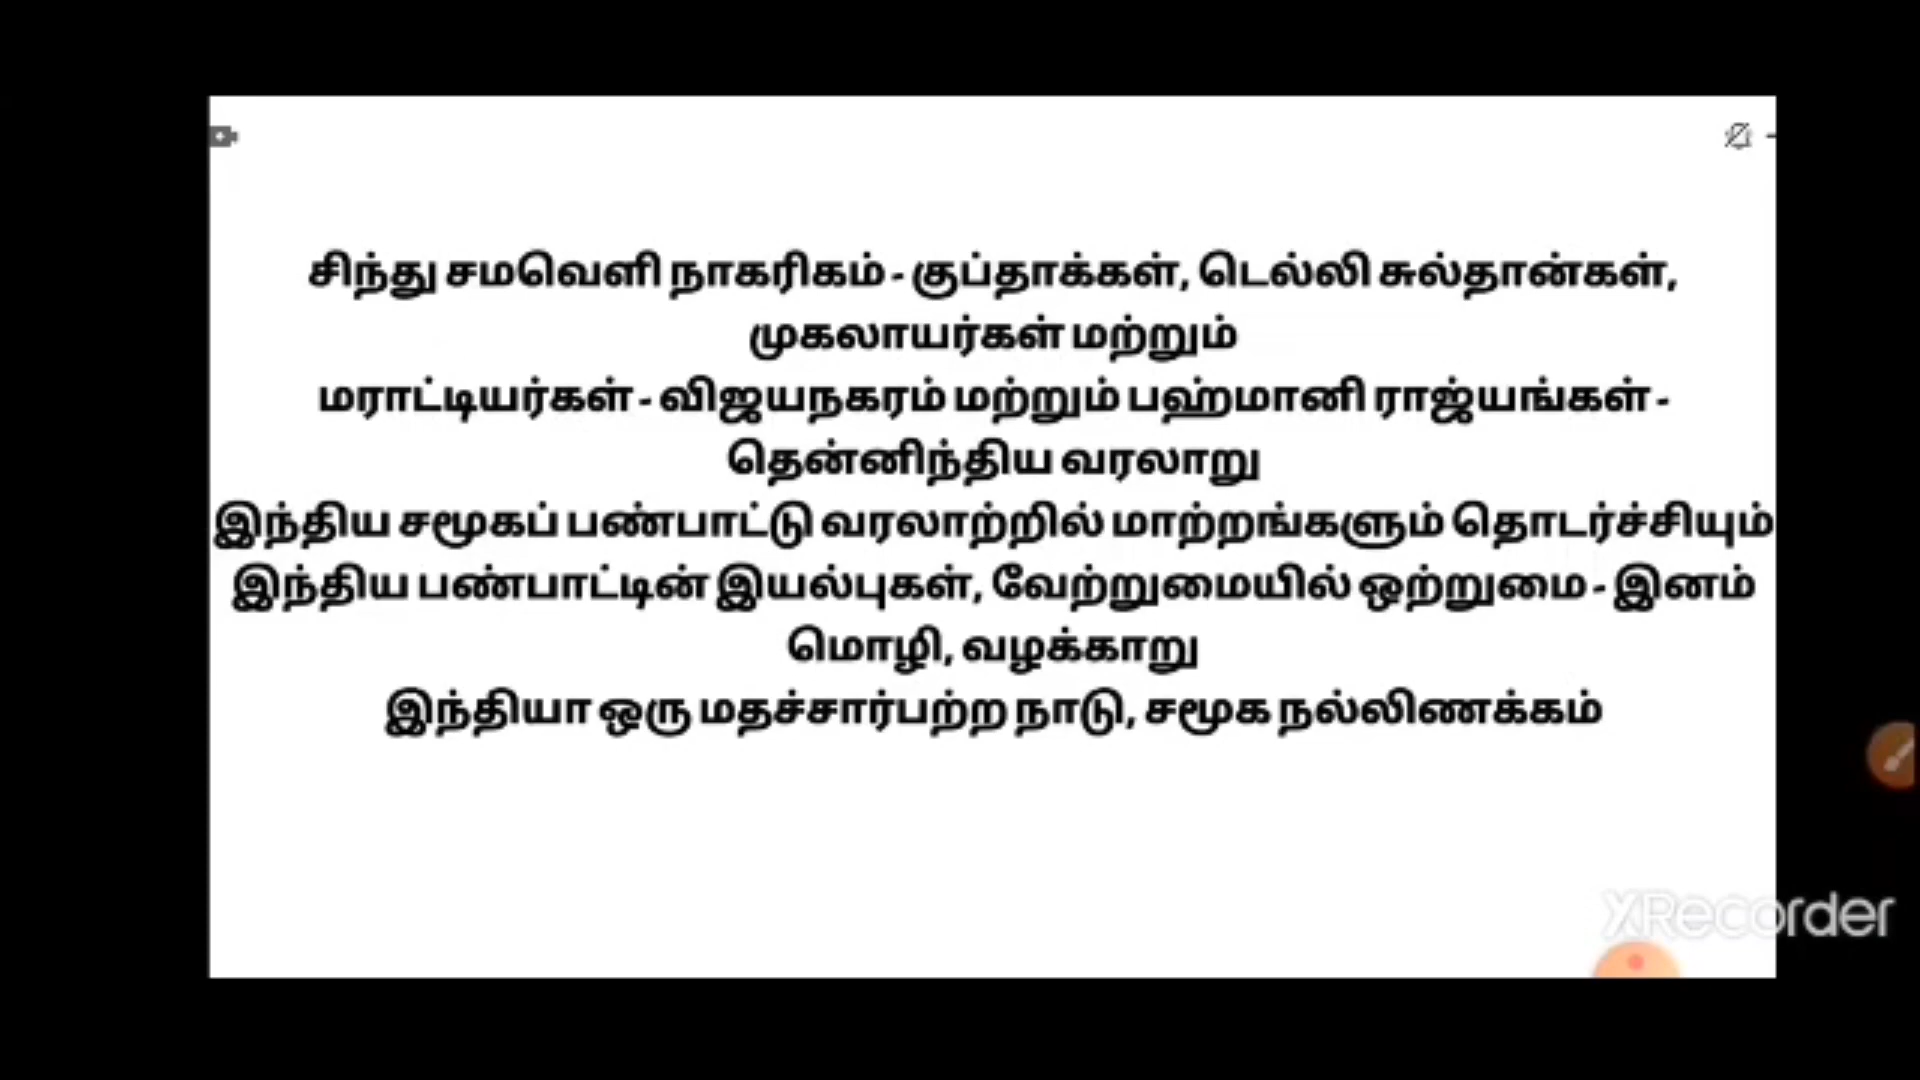 சிந்து சமவெளி நாகரிகம் - குப்தாக்கள், டெல்லி சுல்தான்கள்,
முகலாயர்கள் மற்றும்
மராட்டியர்கள் - விஜயநகரம் மற்றும் பஹ்மானி ராஜ்யங்கள் -
தென்னிந்திய வரலாறு
இந்திய சமூகப் பண்பாட்டு வரலாற்றில் மாற்றங்களும் தொடர்ச்சியும்
இந்திய பண்பாட்டின் இயல்புகள், வேற்றுமையில் ஒற்றுமை - இனம்
மொழி, வழக்காறு
இந்தியா ஒரு மதச்சார்பற்ற நாடு, சமூக நல்லிணக்கம்
XRecorder